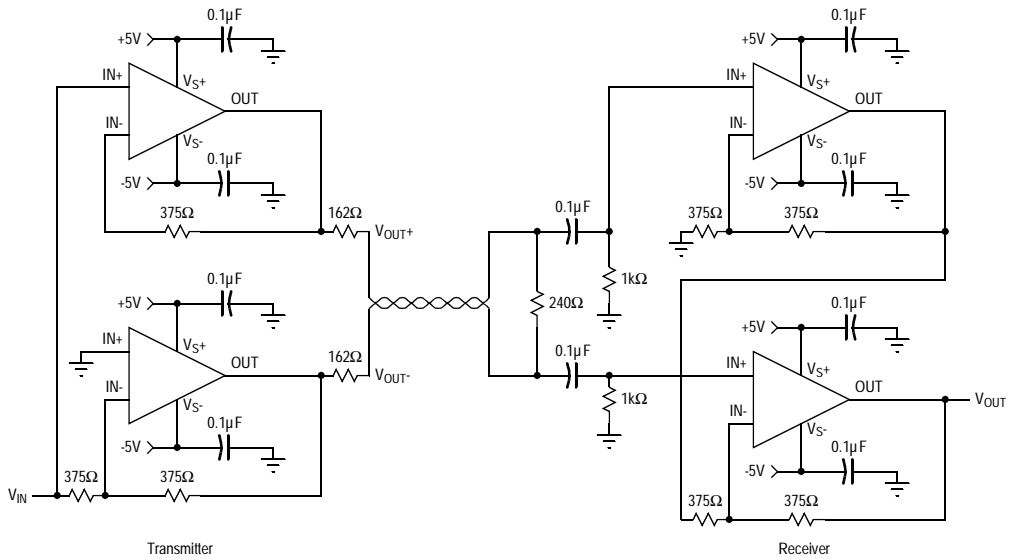 0.1µF
+5V
IN+
VS+
OUT
IN-
VS-
0.1µF
-5V
375Ω
162Ω
VOUT+
0.1µF
+5V
IN+
VS+
OUT
IN-
VS-
162Ω
VOUT-
0.1µF
-5V
375Ω
375Ω
VIN
Transmitter
0.1µF
240Ω
0.1µF
1kΩ
1kΩ
0.1µF
+5V
IN+
VS+
OUT
IN-
VS-
0.1µF
-5V
375Ω
375Ω
0.1µF
+5V
IN+
VS+
OUT
VOUT
IN-
VS-
0.1µF
-5V
375Ω
375Ω
Receiver